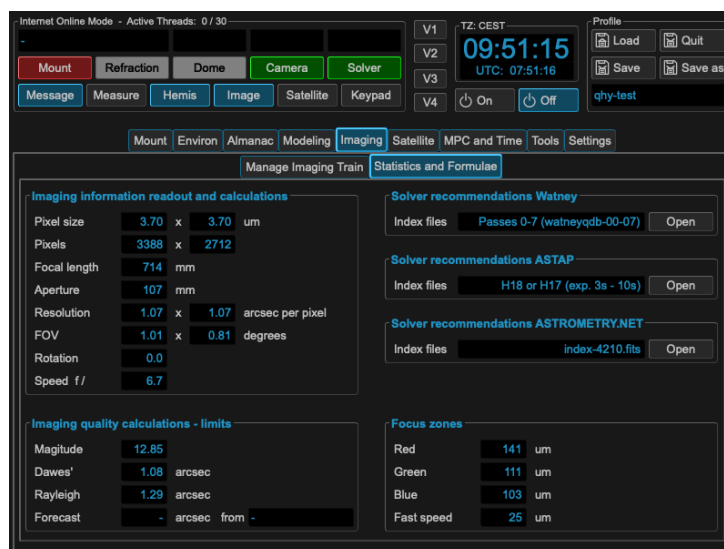 Internet Online Mode - Active Threads: 0 / 30
-
Mount Refraction Dome Camera Solver
Message Measure Hemis Image Satellite Keypad
V1
V2
V3
V4
TZ: CEST
09:51:15
UTC: 07:51:16
On Off
Profile
Load Quit
Save Save as
qhy-test
Mount Environ Almanac Modeling Imaging Satellite MPC and Time Tools Settings
Manage Imaging Train Statistics and Formulae
Imaging information readout and calculations
Pixel size 3.70 x 3.70 um
Pixels 3388 x 2712
Focal length 714 mm
Aperture 107 mm
Resolution 1.07 x 1.07 arcsec per pixel
FOV 1.01 x 0.81 degrees
Rotation 0.0
Speed f/ 6.7
Solver recommendations Watney
Index files Passes 0-7 (watneyqdb-00-07) Open
Solver recommendations ASTAP
Index files H18 or H17 (exp. 3s - 10s) Open
Solver recommendations ASTROMETRY.NET
Index files index-4210.fits Open
Imaging quality calculations - limits
Magitude 12.85
Dawes' 1.08 arcsec
Rayleigh 1.29 arcsec
Forecast - arcsec from -
Focus zones
Red 141 um
Green 111 um
Blue 103 um
Fast speed 25 um